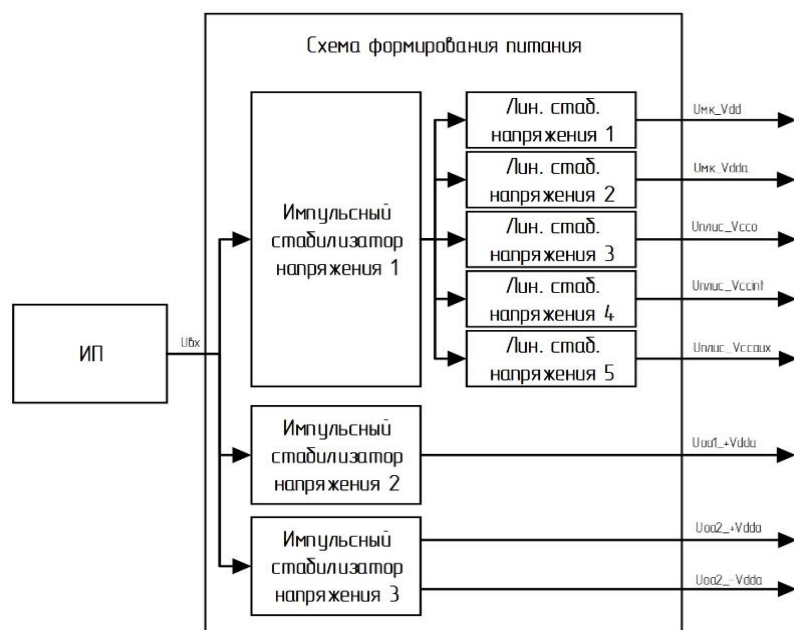 Схема формирования питания
Импульсный
стабилизатор
напряжения 1
Лин. стаб.
напряжения 1
Uмк_Vdd
Лин. стаб.
напряжения 2
Uмк_Vdda
Лин. стаб.
напряжения 3
Uплис_Vcco
Лин. стаб.
напряжения 4
Uплис_Vccint
Лин. стаб.
напряжения 5
Uплис_Vccaux
ИП
Uвх
Импульсный
стабилизатор
напряжения 2
Uоа1_+Vdda
Импульсный
стабилизатор
напряжения 3
Uоа2_+Vdda
Uоа2_-Vdda